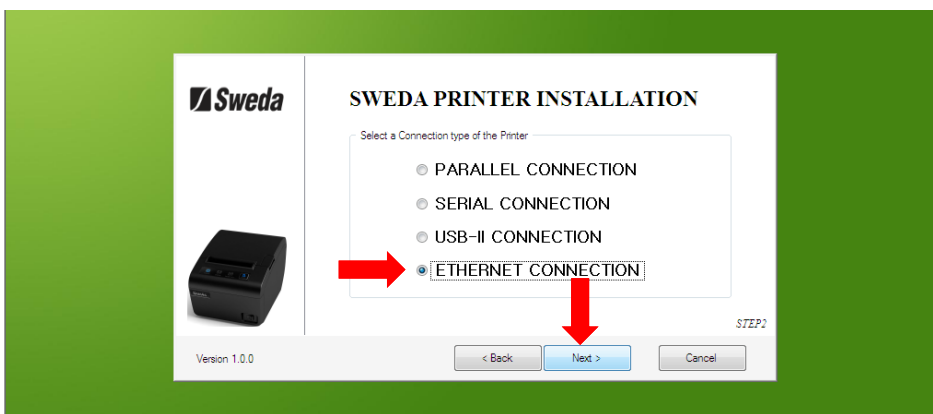 Sweda
SWEDA PRINTER INSTALLATION
Select a Connection type of the Printer
PARALLEL CONNECTION
SERIAL CONNECTION
USB-II CONNECTION
ETHERNET CONNECTION
STEP2
Version 1.0.0
< Back
Next >
Cancel